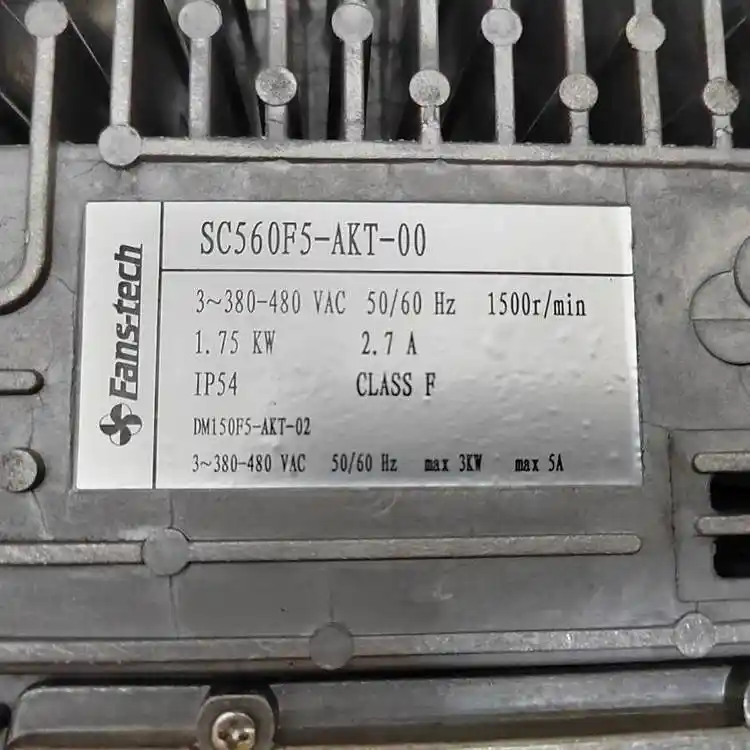 Fans-tech
SC560F5-AKT-00
3~380-480 VAC 50/60 Hz 1500r/min
1.75 KW 2.7 A
IP54 CLASS F
DM150F5-AKT-02
3~380-480 VAC 50/60 Hz max 3KW max 5A